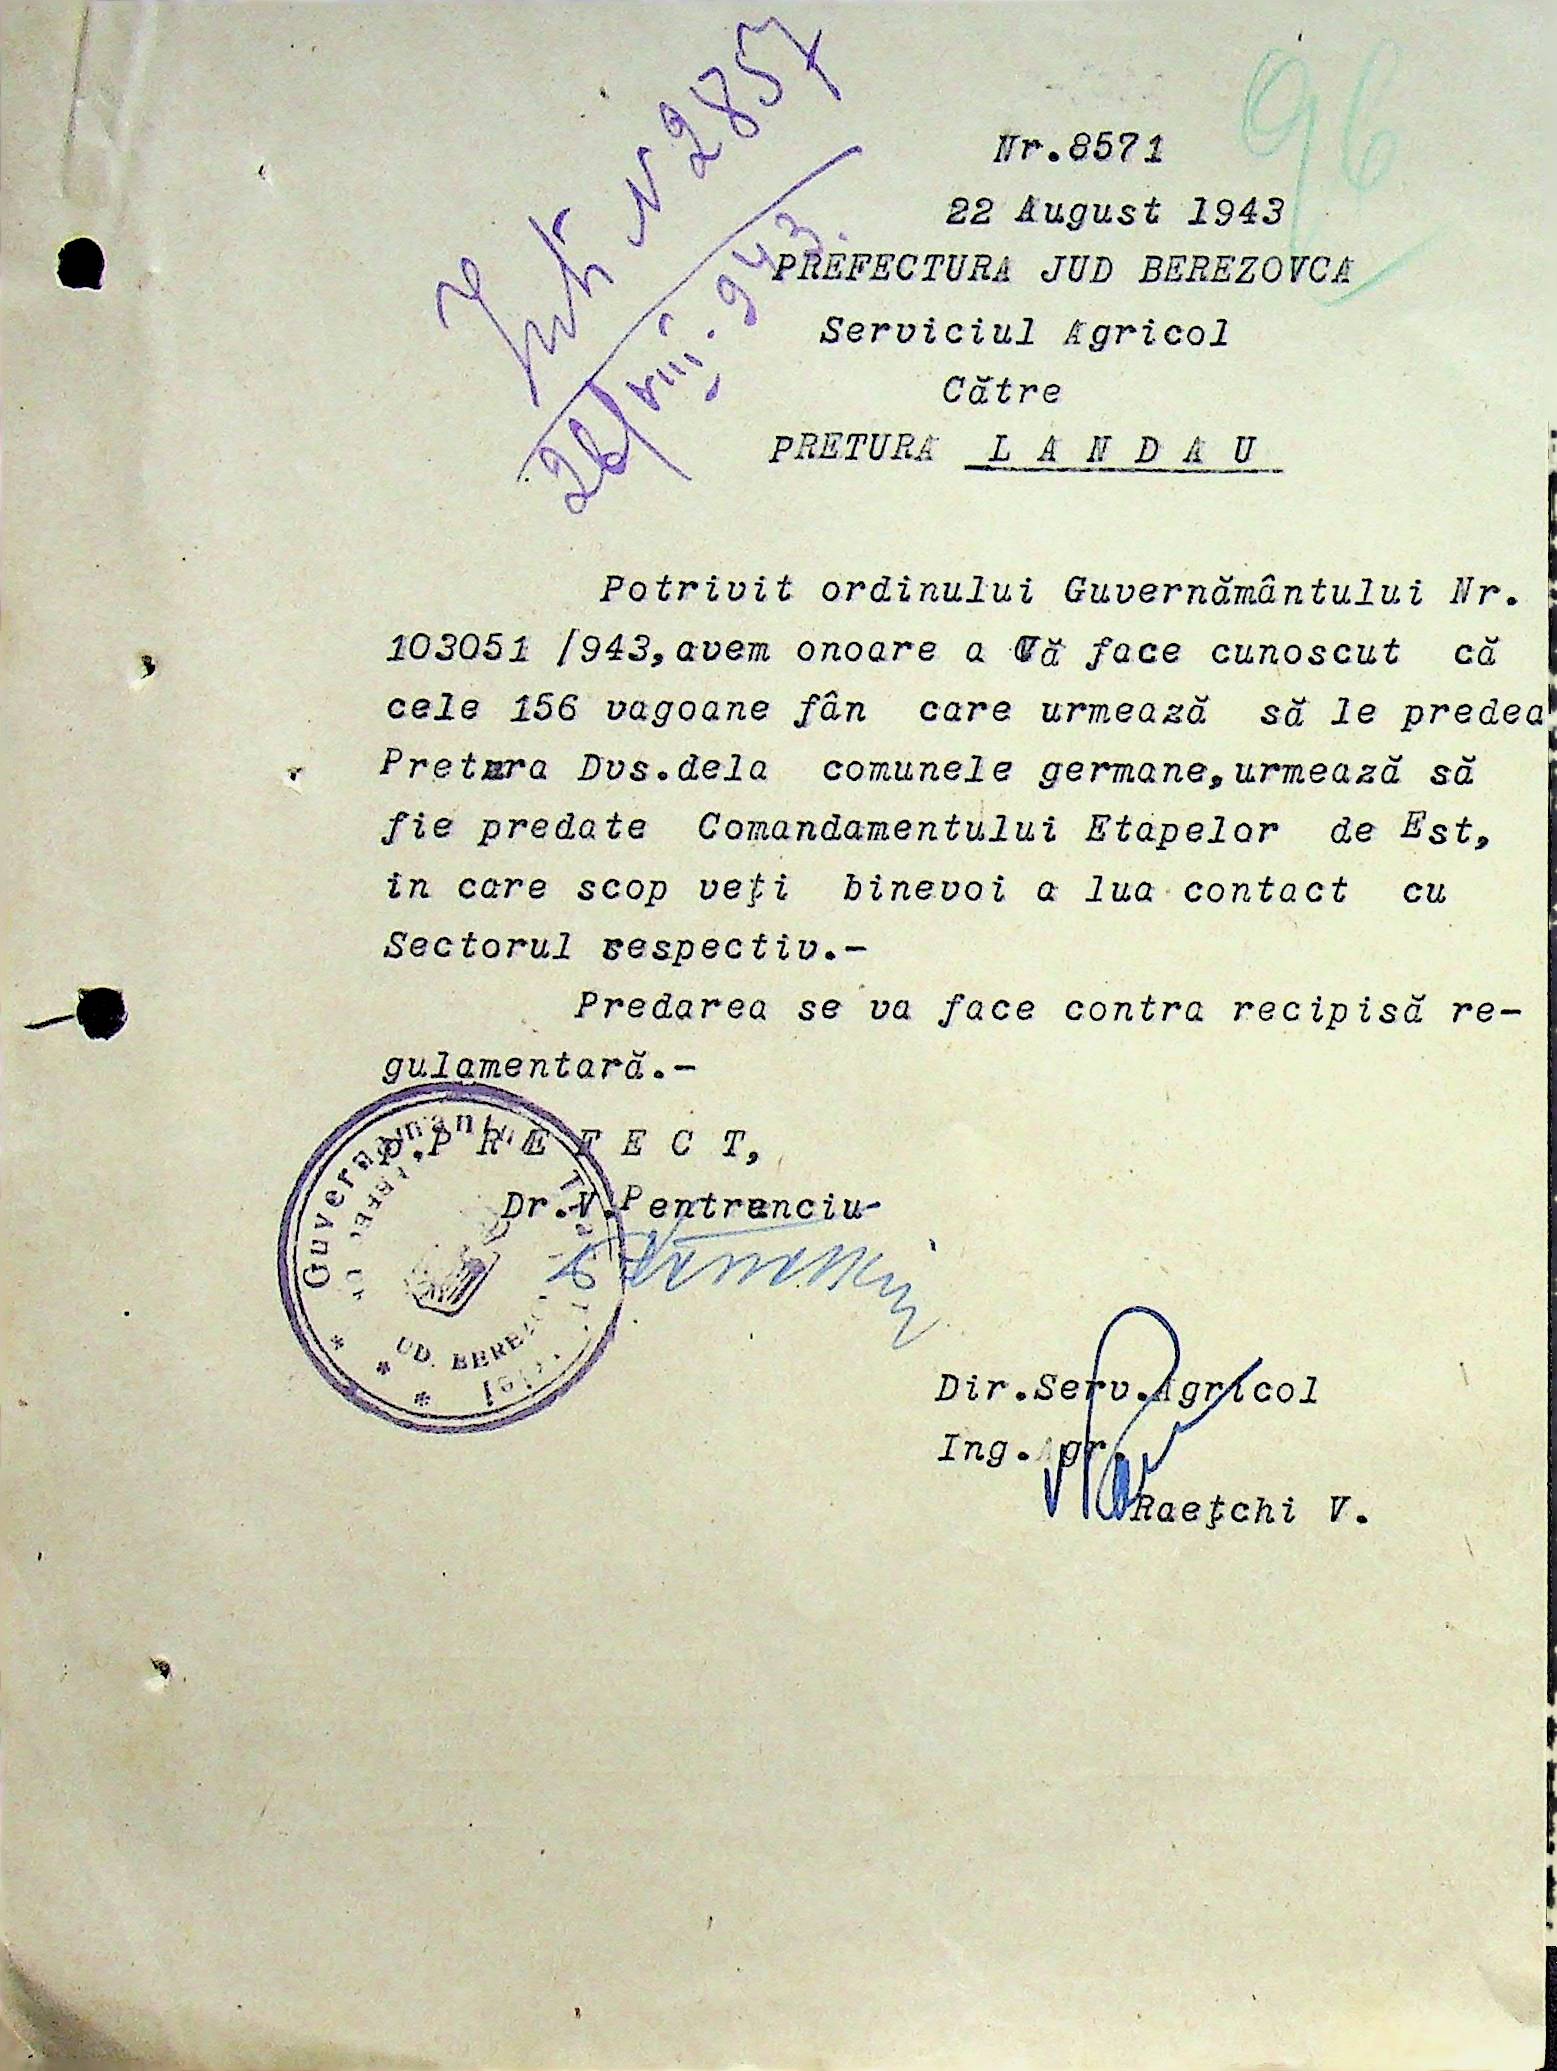 96
N 2857
Nr.8571
22 August 1943
PREFECTURA JUD BEREZOVCA
Serviciul Agricol
Către
PRETURA L A N D A U
26/VIII.943.
Potrivit ordinului Guvernământului Nr.
103051 /943,avem onoare a Vă face cunoscut că
cele 156 vagoane fân care urmează să le predea
Pretura Dvs.dela comunele germane,urmează să
fie predate Comandamentului Etapelor de Est,
in care scop veţi binevoi a lua contact cu
Sectorul respectiv.-
Predarea se va face contra recipisă re-
gulamentară.-
p.P R E F E C T,
Dr.V.Pentrenciu
UD. BEREZ
Dir.Serv.Agricol
Ing.Agr.
Raeţchi V.